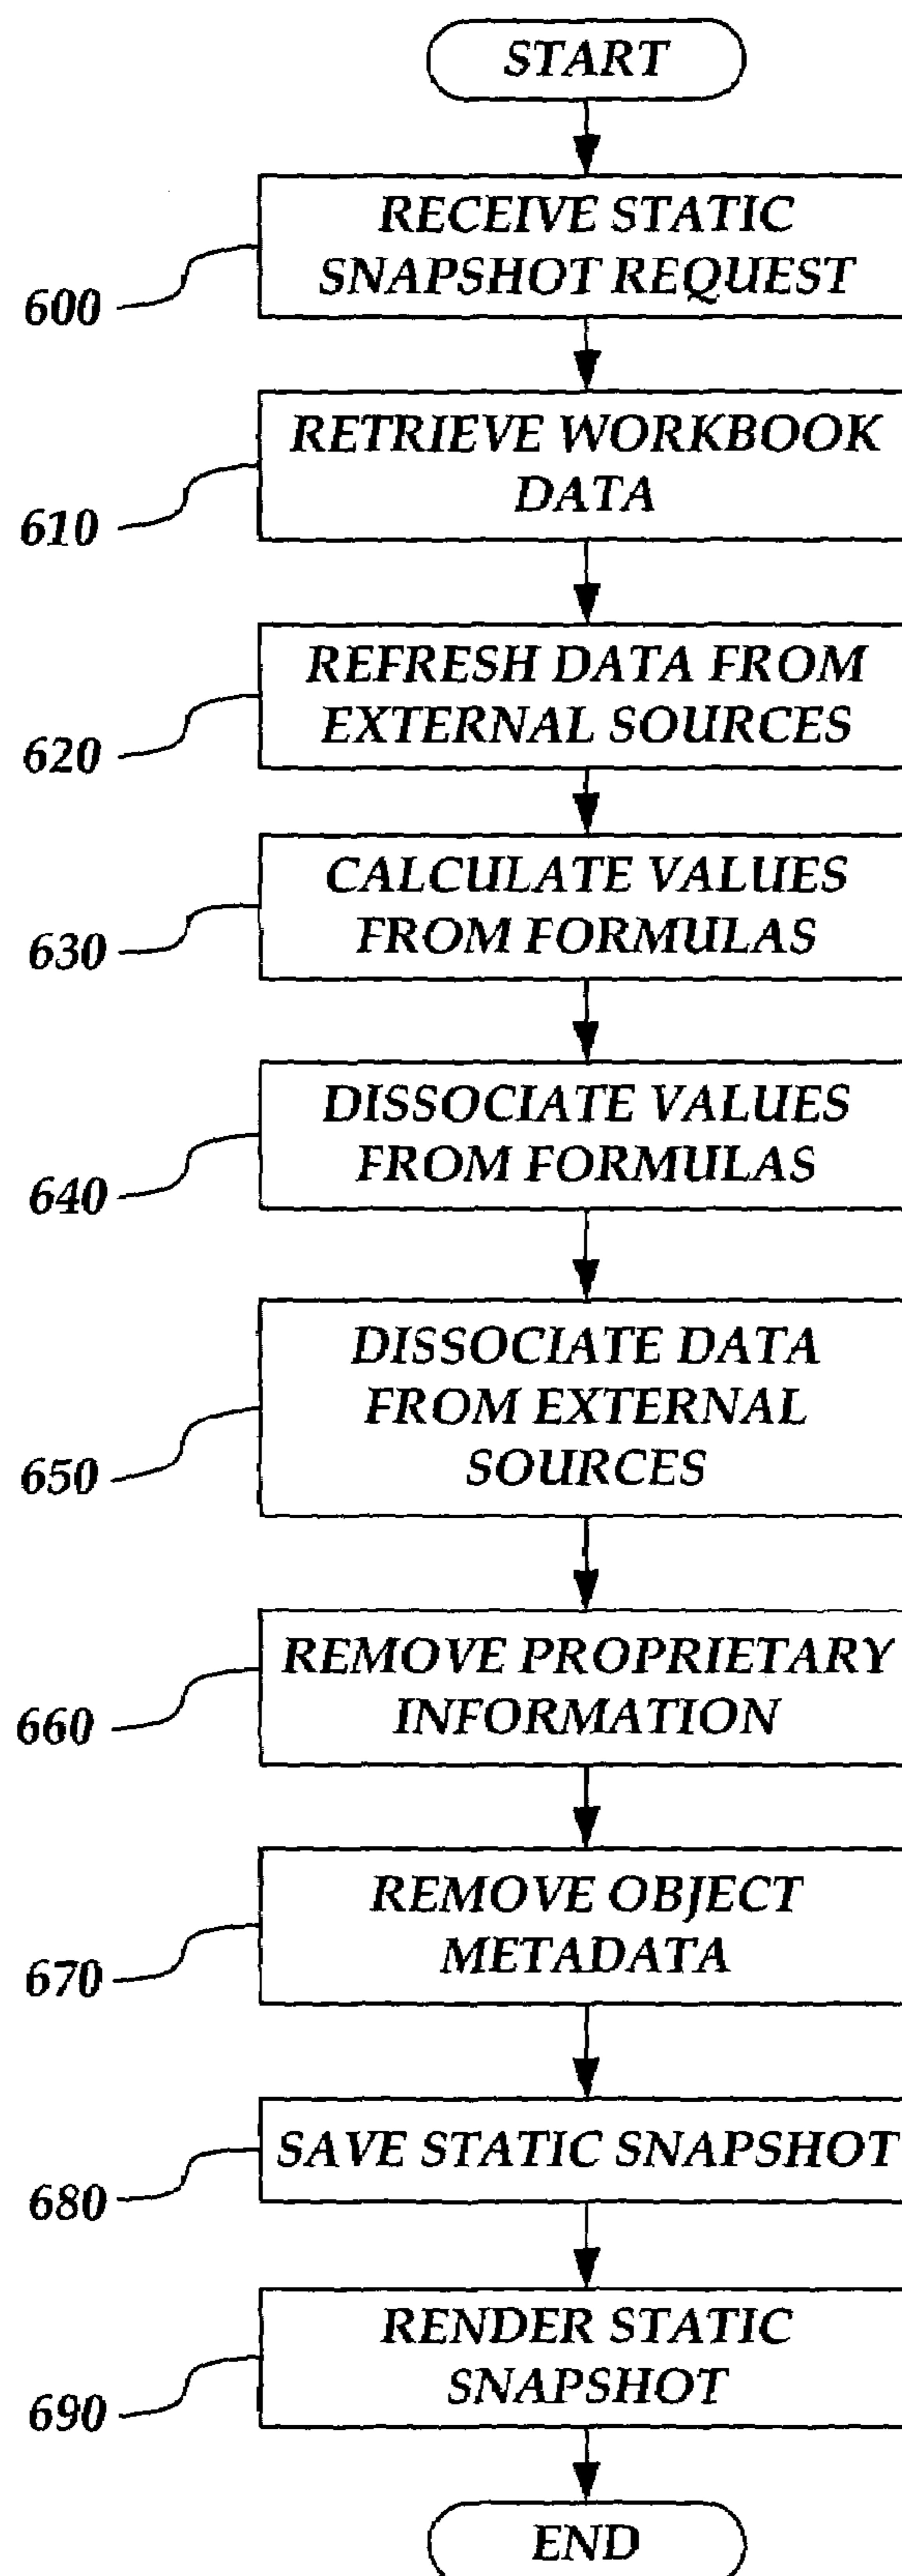 START
RECEIVE STATIC
SNAPSHOT REQUEST
600
RETRIEVE WORKBOOK
DATA
610
REFRESH DATA FROM
EXTERNAL SOURCES
620
CALCULATE VALUES
FROM FORMULAS
630
DISSOCIATE VALUES
FROM FORMULAS
640
DISSOCIATE DATA
FROM EXTERNAL
SOURCES
650
REMOVE PROPRIETARY
INFORMATION
660
REMOVE OBJECT
METADATA
670
SAVE STATIC SNAPSHOT
680
RENDER STATIC
SNAPSHOT
690
END